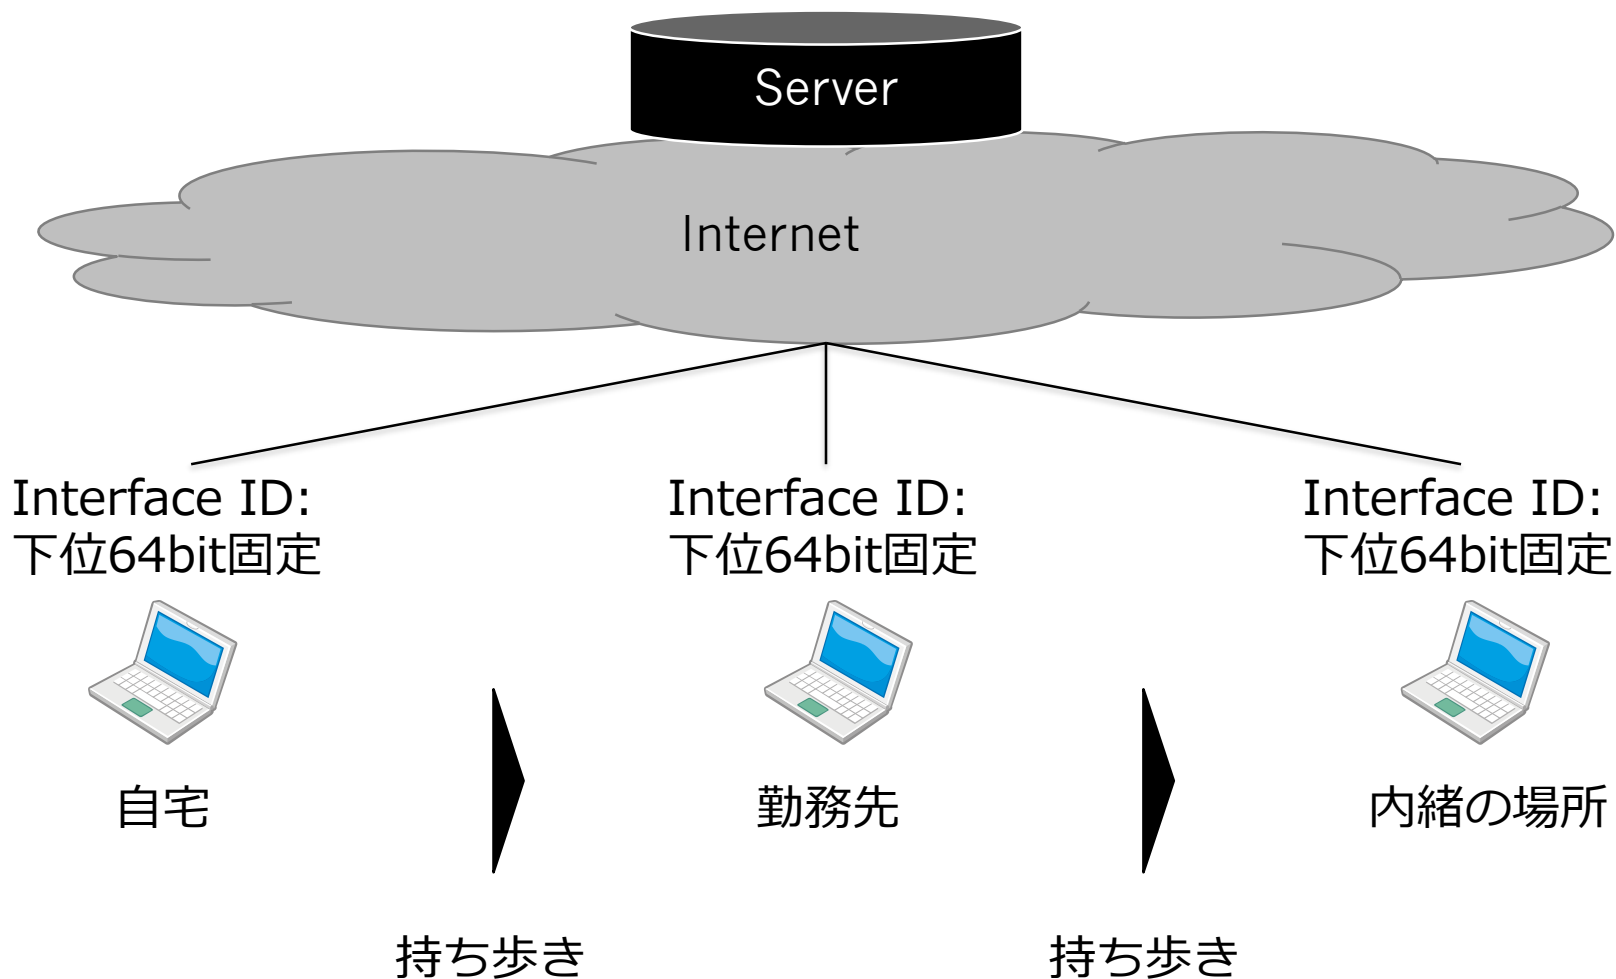 Server
Internet
Interface ID:
下位64bit固定
Interface ID:
下位64bit固定
Interface ID:
下位64bit固定
自宅
勤務先
内緒の場所
持ち歩き
持ち歩き